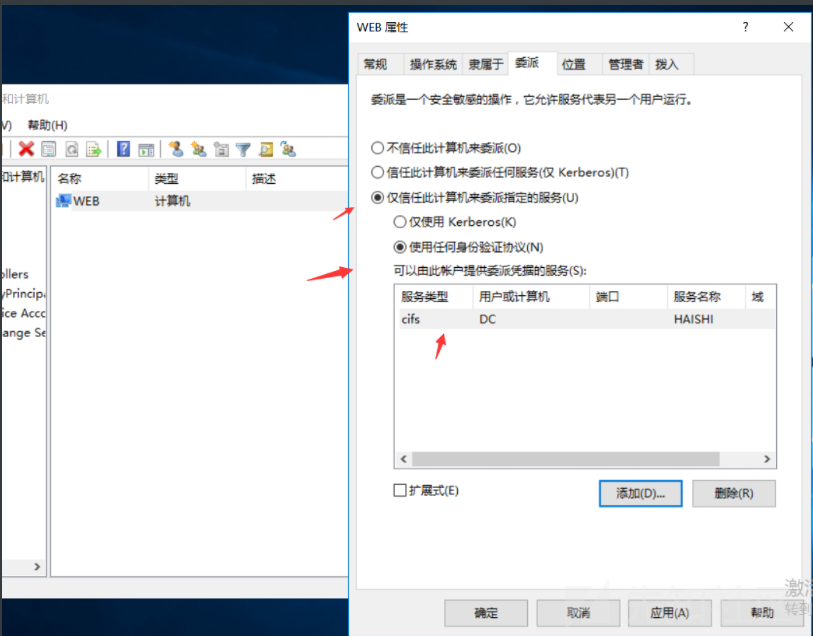 WEB 属性
常规 操作系统 隶属于 委派 位置 管理者 拨入
委派是一个安全敏感的操作，它允许服务代表另一个用户运行。
不信任此计算机来委派(O)
信任此计算机来委派任何服务(仅 Kerberos)(T)
仅信任此计算机来委派指定的服务(U)
仅使用 Kerberos(K)
使用任何身份验证协议(N)
可以由此帐户提供委派凭据的服务(S):
服务类型 用户或计算机 端口 服务名称 域
cifs DC HAISHI
扩展式(E)
添加(D)... 删除(R)
确定 取消 应用(A) 帮助
和计算机
V) 帮助(H)
和计算机
名称 类型 描述
WEB 计算机
ollers
yPrincipa
ice Acco
ange Se
激活
转到